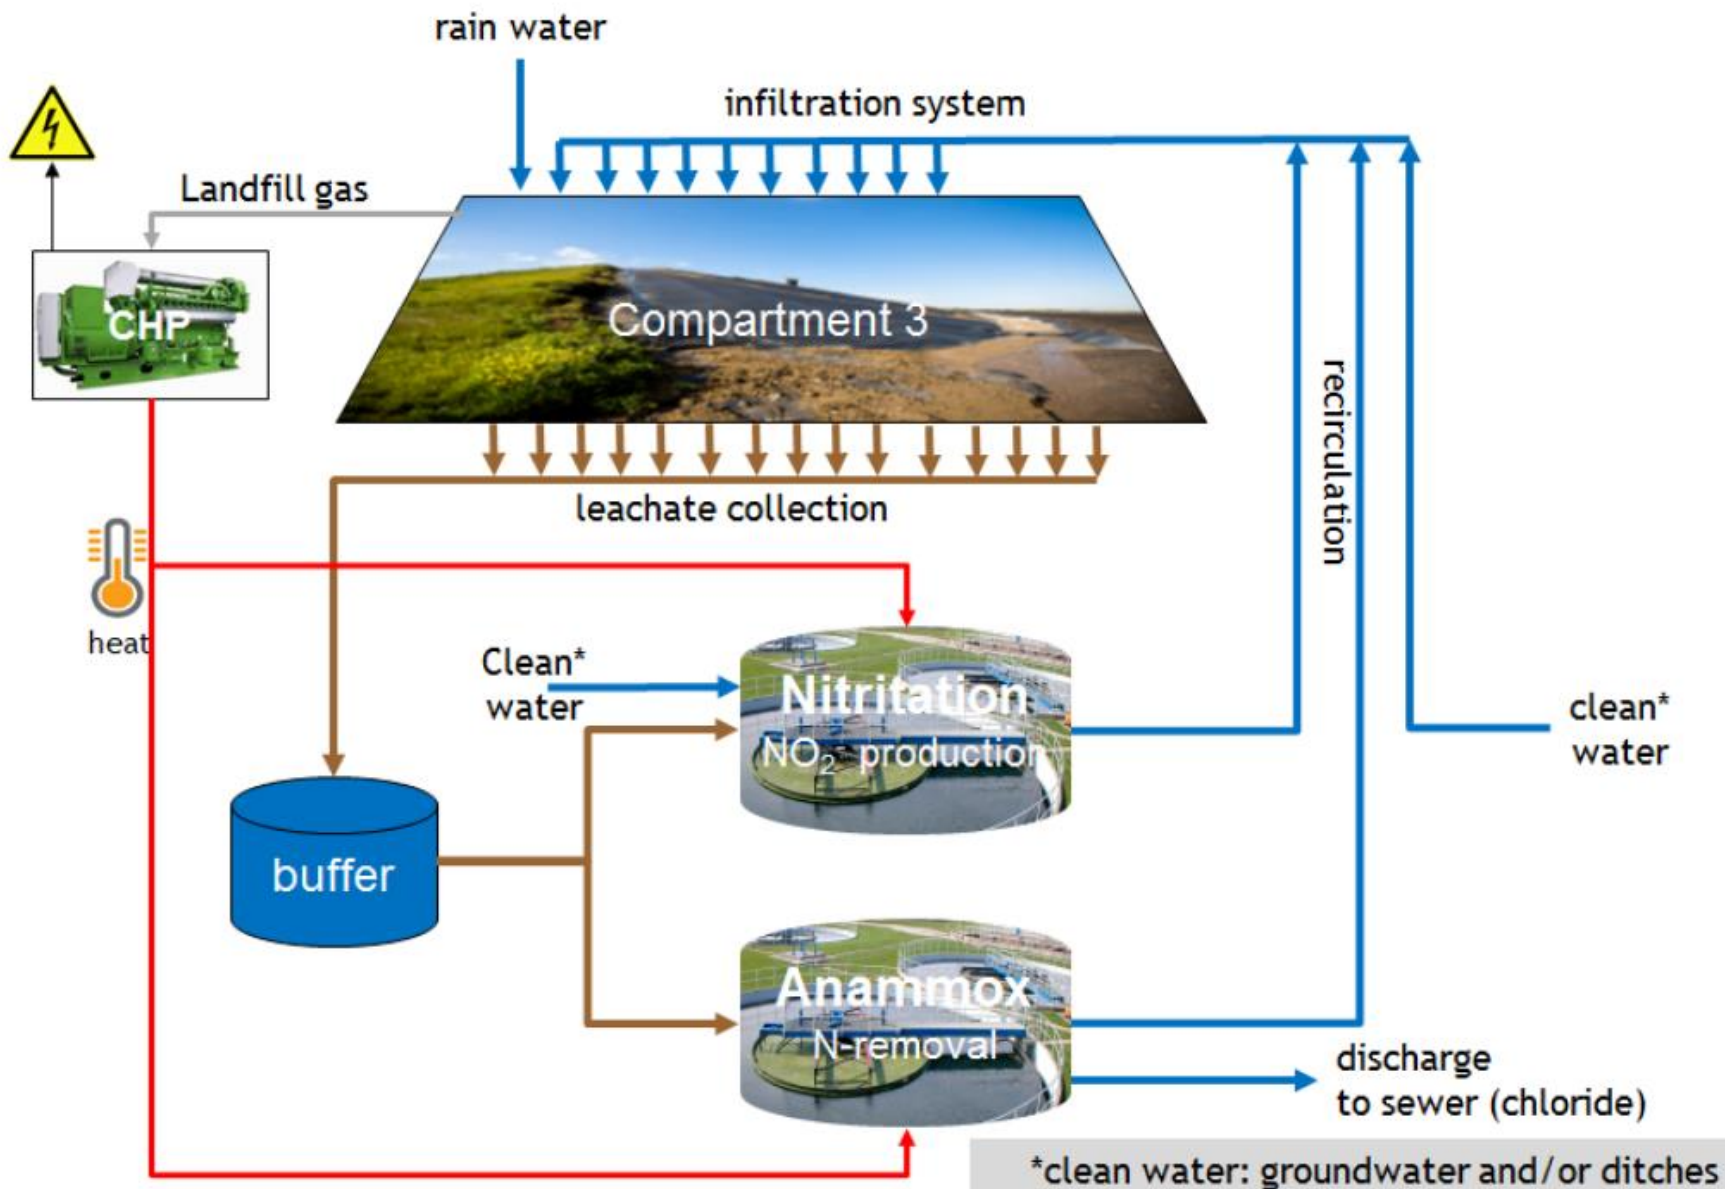 rain water
infiltration system
Landfill gas
CHP
Compartment 3
recirculation
leachate collection
heat
Clean*
water
Nitritation
NO₂⁻ production
clean*
water
buffer
Anammox
N-removal
discharge
to sewer (chloride)
*clean water: groundwater and/or ditches